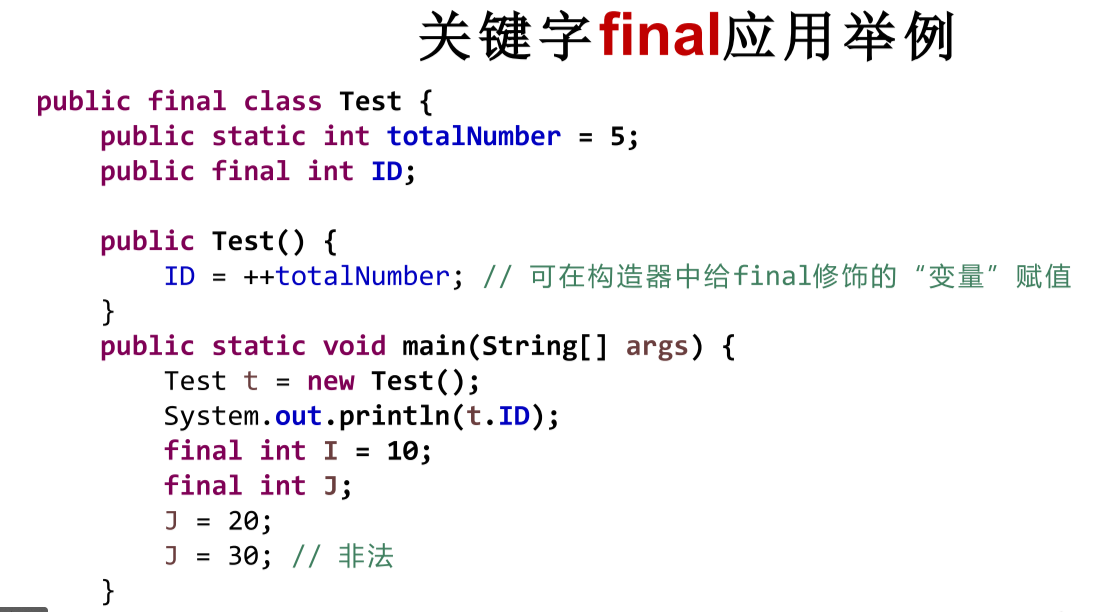 关键字final应用举例
public final class Test {
    public static int totalNumber = 5;
    public final int ID;
    public Test() {
        ID = ++totalNumber; // 可在构造器中给final修饰的“变量”赋值
    }
    public static void main(String[] args) {
        Test t = new Test();
        System.out.println(t.ID);
        final int I = 10;
        final int J;
        J = 20;
        J = 30; // 非法
    }